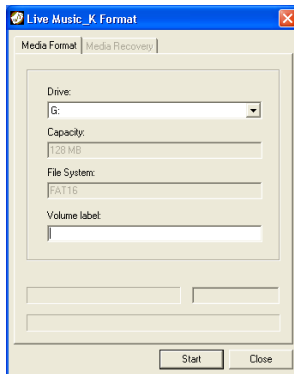 Live Music_K Format
Media Format Media Recovery
Drive:
G:
Capacity:
128 MB
File System:
FAT16
Volume label:
Start Close